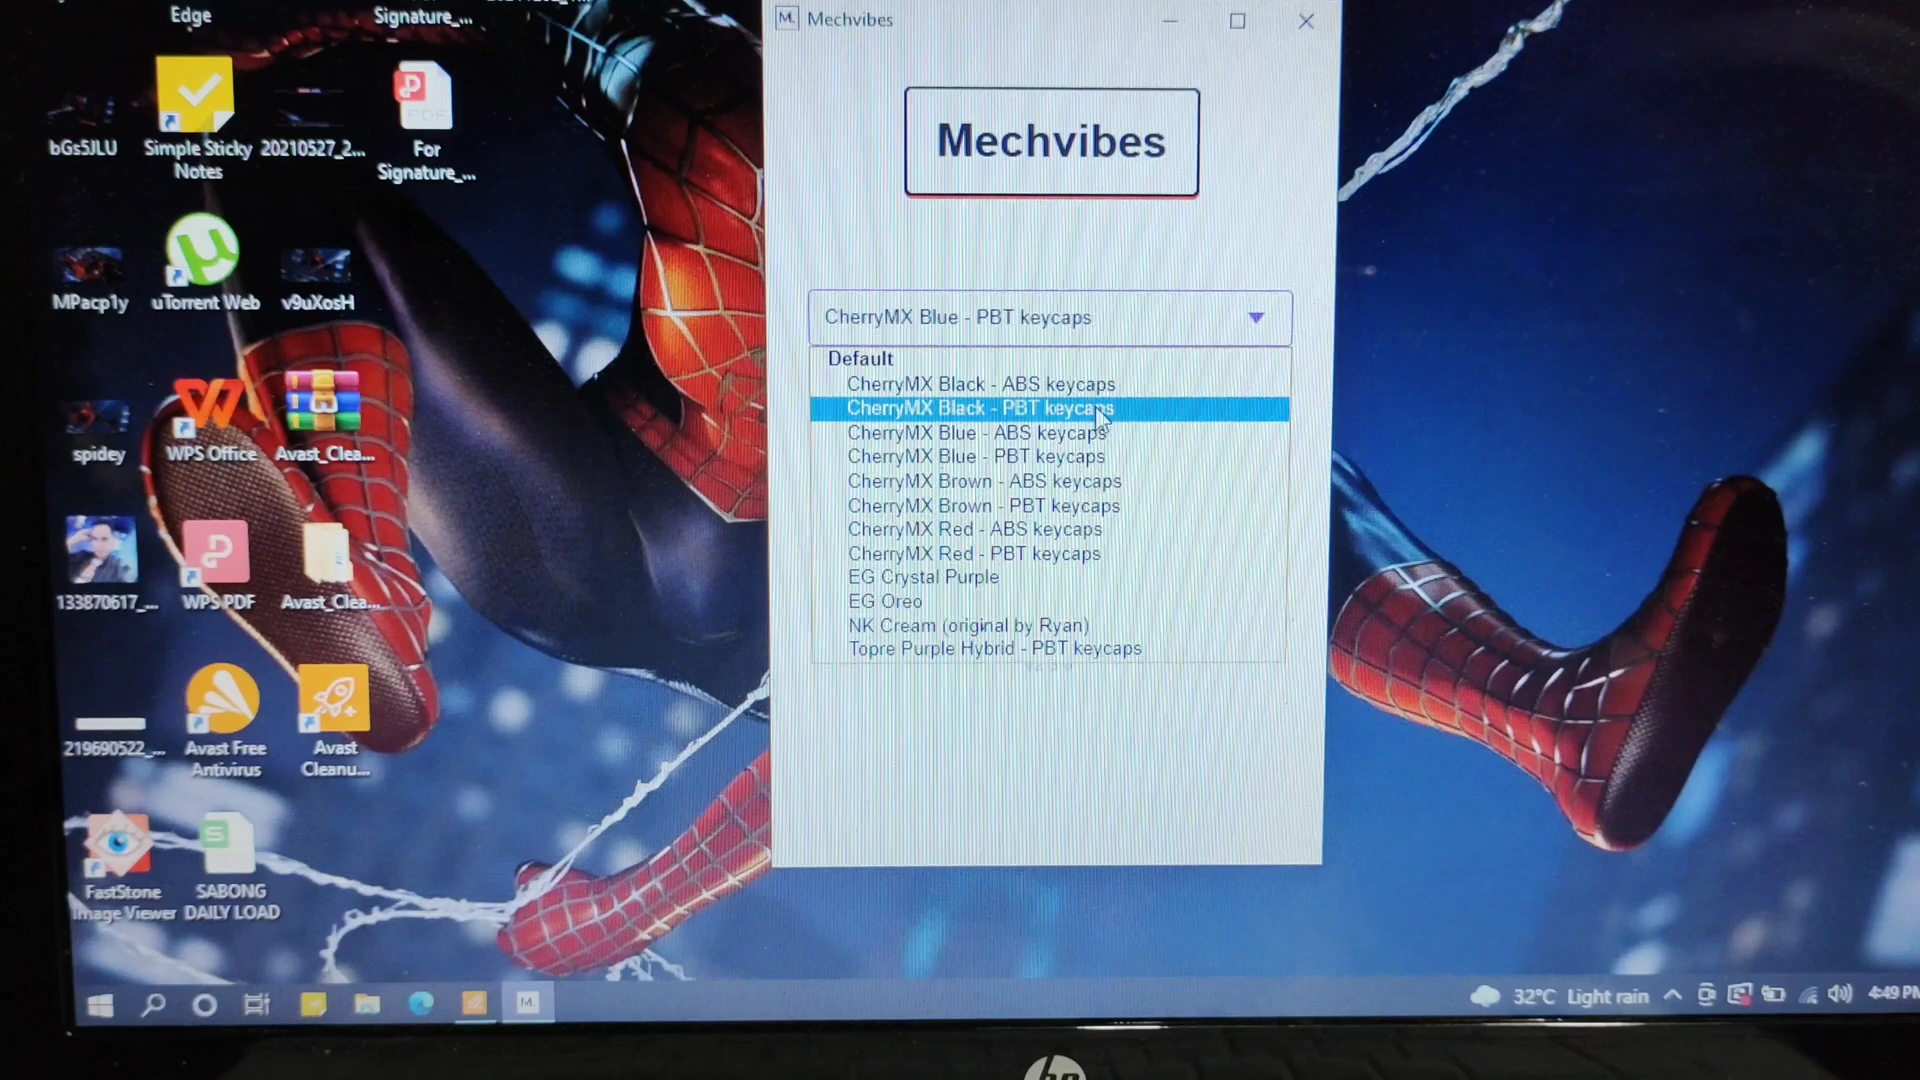 Edge
Signature_...
bGs5JLU
Simple Sticky
Notes
20210527_2...
PDF
For
Signature_...
MPacp1y
uTorrent Web
v9uXosH
spidey
WPS Office
Avast_Clea...
133870617_...
WPS PDF
Avast_Clea...
219690522_...
Avast Free
Antivirus
Avast
Cleanu...
S
FastStone
Image Viewer
SABONG
DAILY LOAD
M.
Mechvibes
Mechvibes
CherryMX Blue - PBT keycaps
Default
CherryMX Black - ABS keycaps
CherryMX Black - PBT keycaps
CherryMX Blue - ABS keycaps
CherryMX Blue - PBT keycaps
CherryMX Brown - ABS keycaps
CherryMX Brown - PBT keycaps
CherryMX Red - ABS keycaps
CherryMX Red - PBT keycaps
EG Crystal Purple
EG Oreo
NK Cream (original by Ryan)
Topre Purple Hybrid - PBT keycaps
M.
32°C Light rain
4:49 PM
hp